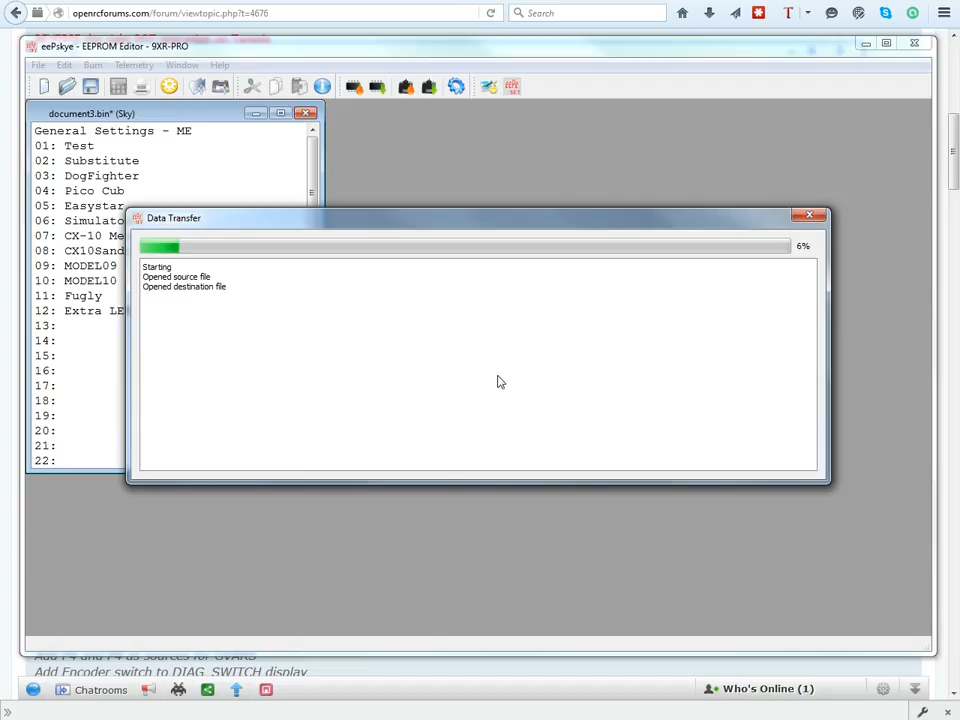 openrcforums.com/forum/viewtopic.php?t=4676
Search
eePskye - EEPROM Editor - 9XR-PRO
File Edit Burn Telemetry Window Help
document3.bin* (Sky)
General Settings - ME
01: Test
02: Substitute
03: DogFighter
04: Pico Cub
05: Easystar
06: Simulato
07: CX-10 Me
08: CX10Sand
09: MODEL09
10: MODEL10
11: Fugly
12: Extra LE
13:
14:
15:
16:
17:
18:
19:
20:
21:
22:
Data Transfer
6%
Starting
Opened source file
Opened destination file
Add Encoder switch to DIAG_SWITCH display
Chatrooms
Who's Online (1)